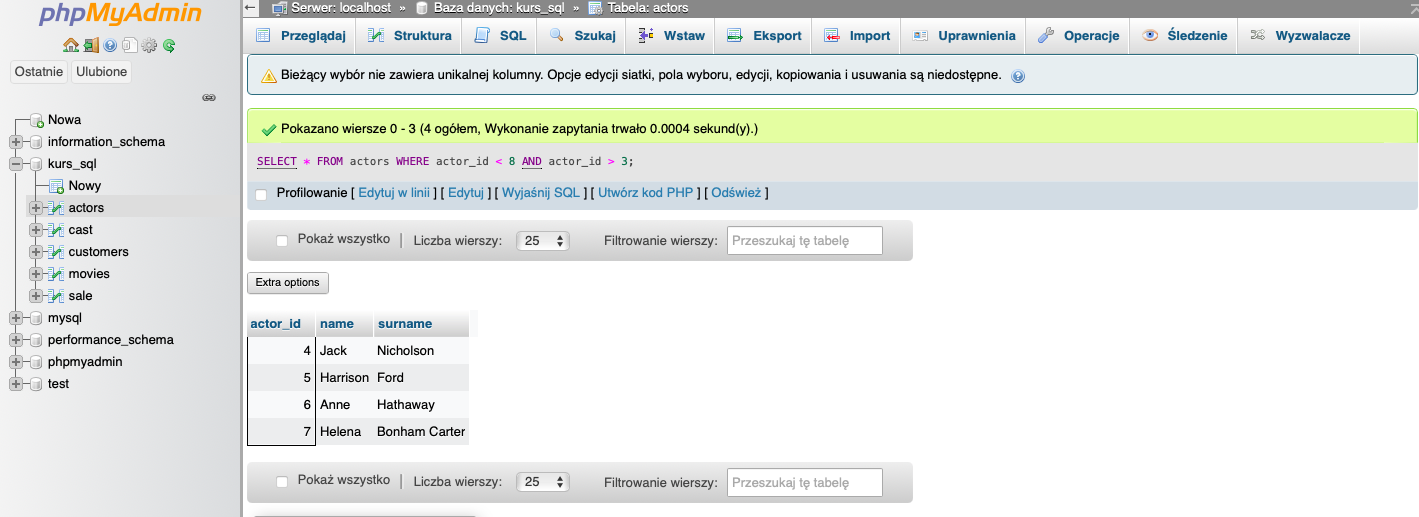 phpMyAdmin
Ostatnie Ulubione
Nowa
information_schema
kurs_sql
Nowy
actors
cast
customers
movies
sale
mysql
performance_schema
phpmyadmin
test
← Serwer: localhost » Baza danych: kurs_sql » Tabela: actors
Przeglądaj Struktura SQL Szukaj Wstaw Eksport Import Uprawnienia Operacje Śledzenie Wyzwalacze
Bieżący wybór nie zawiera unikalnej kolumny. Opcje edycji siatki, pola wyboru, edycji, kopiowania i usuwania są niedostępne.
Pokazano wiersze 0 - 3 (4 ogółem, Wykonanie zapytania trwało 0.0004 sekund(y).)
SELECT * FROM actors WHERE actor_id < 8 AND actor_id > 3;
Profilowanie [ Edytuj w linii ] [ Edytuj ] [ Wyjaśnij SQL ] [ Utwórz kod PHP ] [ Odśwież ]
Pokaż wszystko | Liczba wierszy: 25 Filtrowanie wierszy: Przeszukaj tę tabelę
Extra options
actor_id name surname
4 Jack Nicholson
5 Harrison Ford
6 Anne Hathaway
7 Helena Bonham Carter
Pokaż wszystko | Liczba wierszy: 25 Filtrowanie wierszy: Przeszukaj tę tabelę